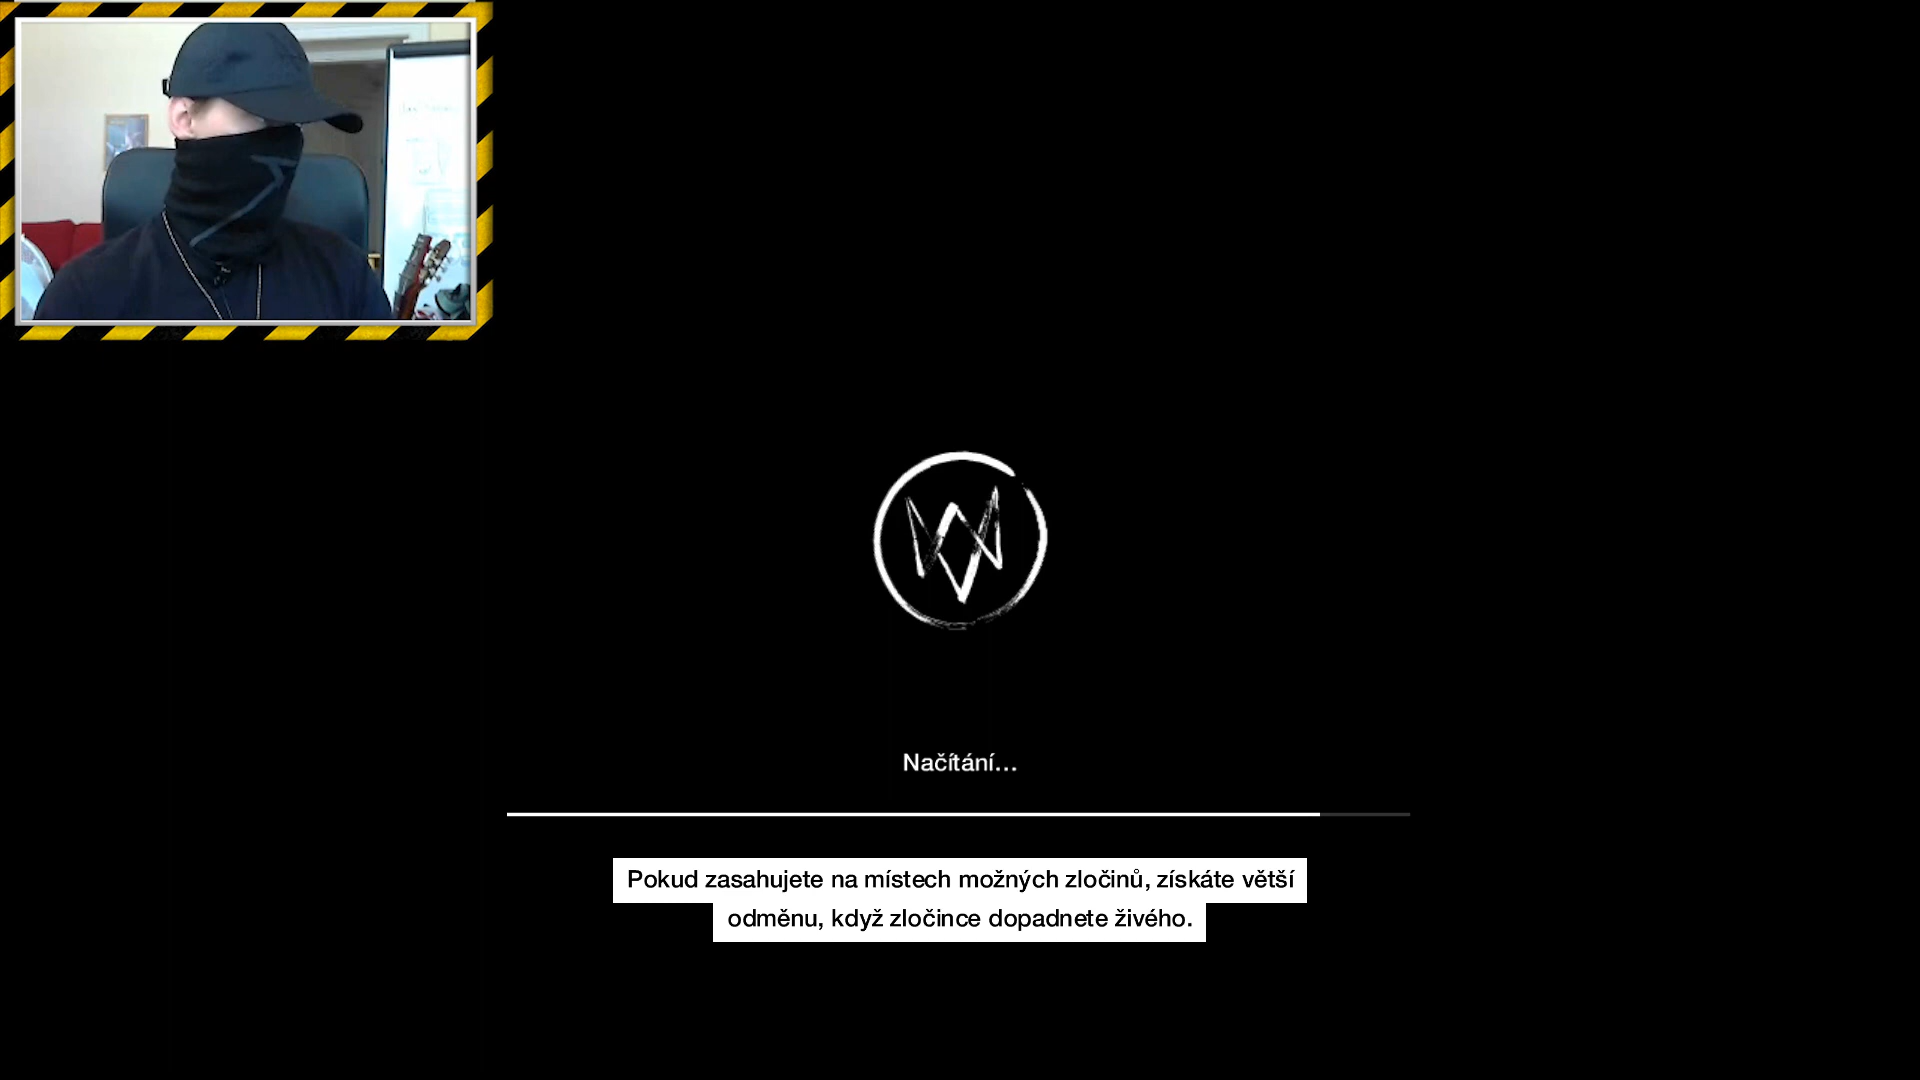 Načítání...
Pokud zasahujete na místech možných zločinů, získáte větší
odměnu, když zločince dopadnete živého.